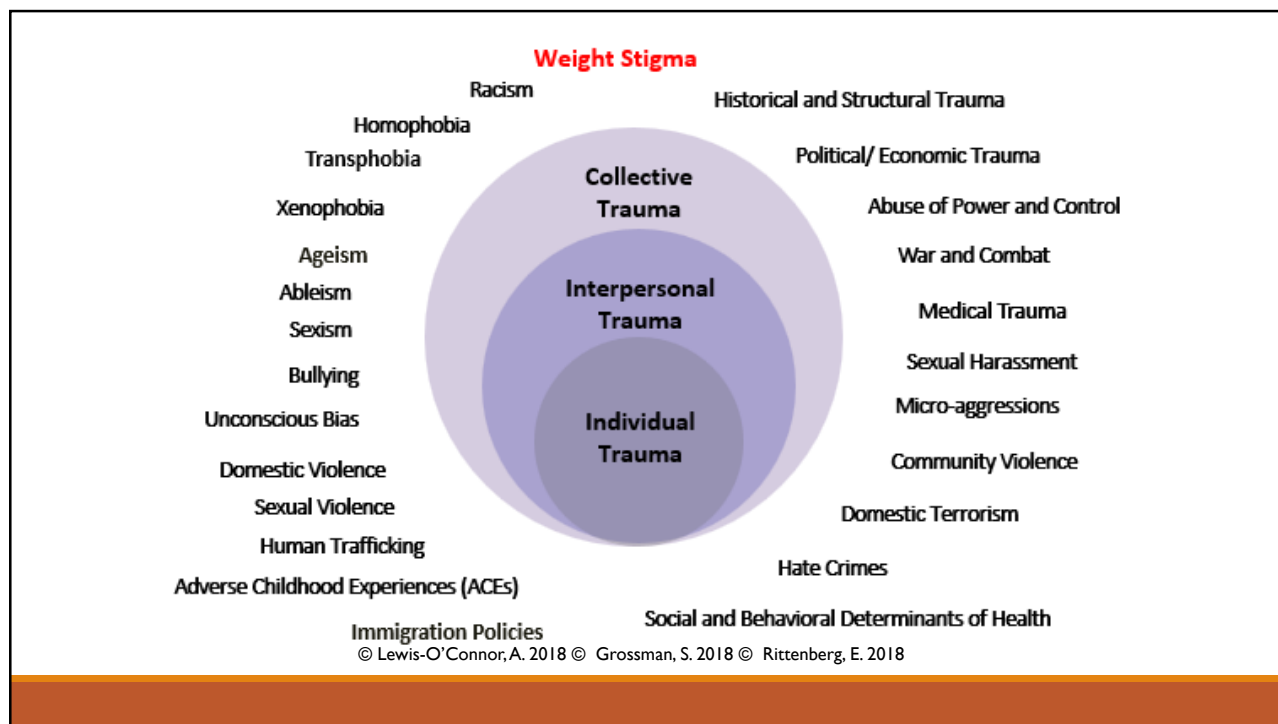 Weight Stigma
Racism
Homophobia
Transphobia
Xenophobia
Ageism
Ableism
Sexism
Bullying
Unconscious Bias
Domestic Violence
Sexual Violence
Human Trafficking
Adverse Childhood Experiences (ACEs)
Immigration Policies
Collective
Trauma
Interpersonal
Trauma
Individual
Trauma
Historical and Structural Trauma
Political/ Economic Trauma
Abuse of Power and Control
War and Combat
Medical Trauma
Sexual Harassment
Micro-aggressions
Community Violence
Domestic Terrorism
Hate Crimes
Social and Behavioral Determinants of Health
© Lewis-O’Connor, A. 2018 © Grossman, S. 2018 © Rittenberg, E. 2018